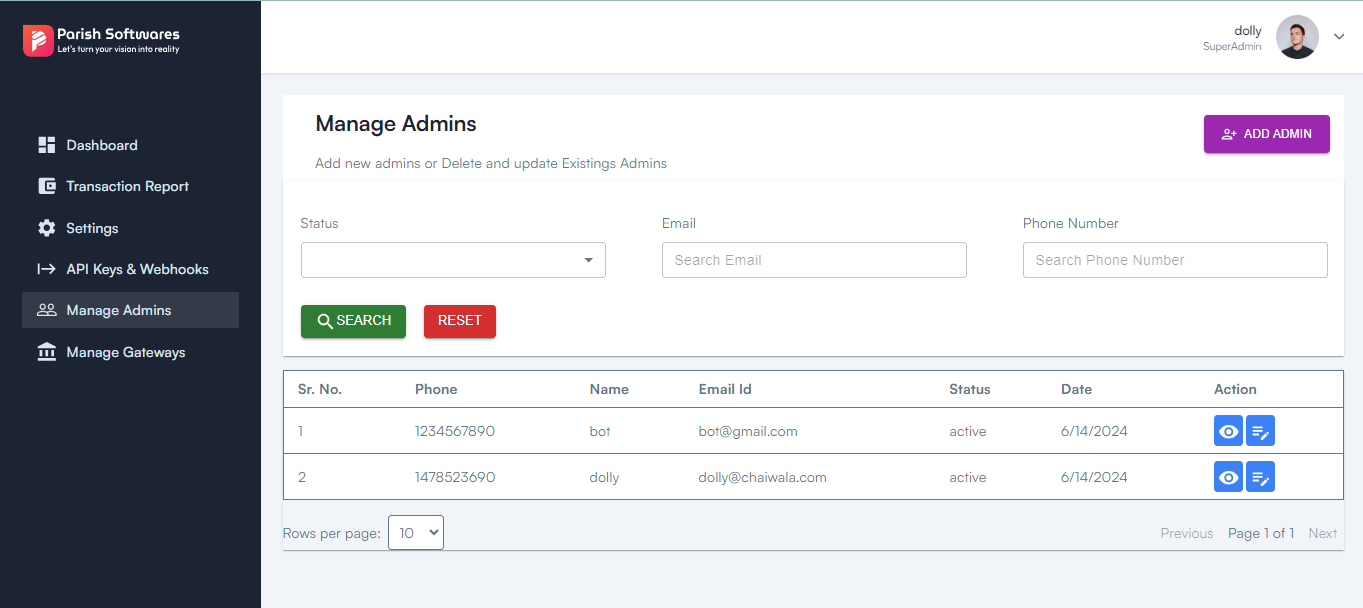 Parish Softwares
Let's turn your vision into reality
dolly
SuperAdmin
Dashboard
Transaction Report
Settings
API Keys & Webhooks
Manage Admins
Manage Gateways
Manage Admins
Add new admins or Delete and update Existings Admins
ADD ADMIN
Status Email Phone Number
Search Email Search Phone Number
SEARCH RESET
Sr. No. Phone Name Email Id Status Date Action
1 1234567890 bot bot@gmail.com active 6/14/2024
2 1478523690 dolly dolly@chaiwala.com active 6/14/2024
Rows per page: 10 Previous Page 1 of 1 Next